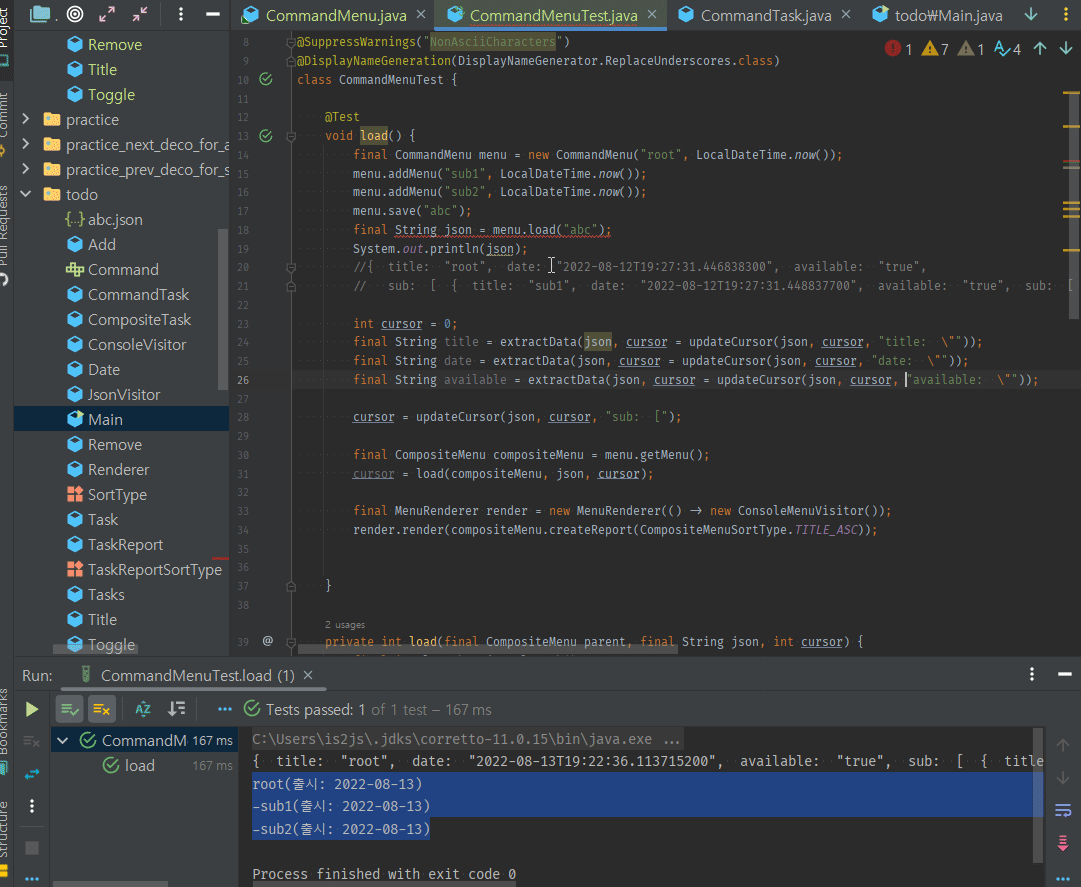 CommandMenu.java
CommandMenuTest.java
CommandTask.java
todo₩Main.java
Project
Commit
Pull Requests
Remove
Title
Toggle
practice
practice_next_deco_for_a
practice_prev_deco_for_s
todo
abc.json
Add
Command
CommandTask
CompositeTask
ConsoleVisitor
Date
JsonVisitor
Main
Remove
Renderer
SortType
Task
TaskReport
TaskReportSortType
Tasks
Title
Toggle
1 7 1 4
8 @SuppressWarnings("NonAsciiCharacters")
9 @DisplayNameGeneration(DisplayNameGenerator.ReplaceUnderscores.class)
10 class CommandMenuTest {
11
12 @Test
13 void load() {
14 final CommandMenu menu = new CommandMenu("root", LocalDateTime.now());
15 menu.addMenu("sub1", LocalDateTime.now());
16 menu.addMenu("sub2", LocalDateTime.now());
17 menu.save("abc");
18 final String json = menu.load("abc");
19 System.out.println(json);
20 //{ title: "root", date: "2022-08-12T19:27:31.446838300", available: "true",
21 // sub: [ { title: "sub1", date: "2022-08-12T19:27:31.448837700", available: "true", sub: [
22
23 int cursor = 0;
24 final String title = extractData(json, cursor = updateCursor(json, cursor, "title: \""));
25 final String date = extractData(json, cursor = updateCursor(json, cursor, "date: \""));
26 final String available = extractData(json, cursor = updateCursor(json, cursor, "available: \""));
27
28 cursor = updateCursor(json, cursor, "sub: [");
29
30 final CompositeMenu compositeMenu = menu.getMenu();
31 cursor = load(compositeMenu, json, cursor);
32
33 final MenuRenderer render = new MenuRenderer(() → new ConsoleMenuVisitor());
34 render.render(compositeMenu.createReport(CompositeMenuSortType.TITLE_ASC));
35
36
37 }
38
2 usages
39 @ private int load(final CompositeMenu parent, final String json, int cursor) {
Run: CommandMenuTest.load (1)
Bookmarks
Structure
Tests passed: 1 of 1 test – 167 ms
CommandM 167 ms
load 167 ms
C:\Users\is2js\.jdks\corretto-11.0.15\bin\java.exe ...
{ title: "root", date: "2022-08-13T19:22:36.113715200", available: "true", sub: [ { title
root(출시: 2022-08-13)
-sub1(출시: 2022-08-13)
-sub2(출시: 2022-08-13)
Process finished with exit code 0